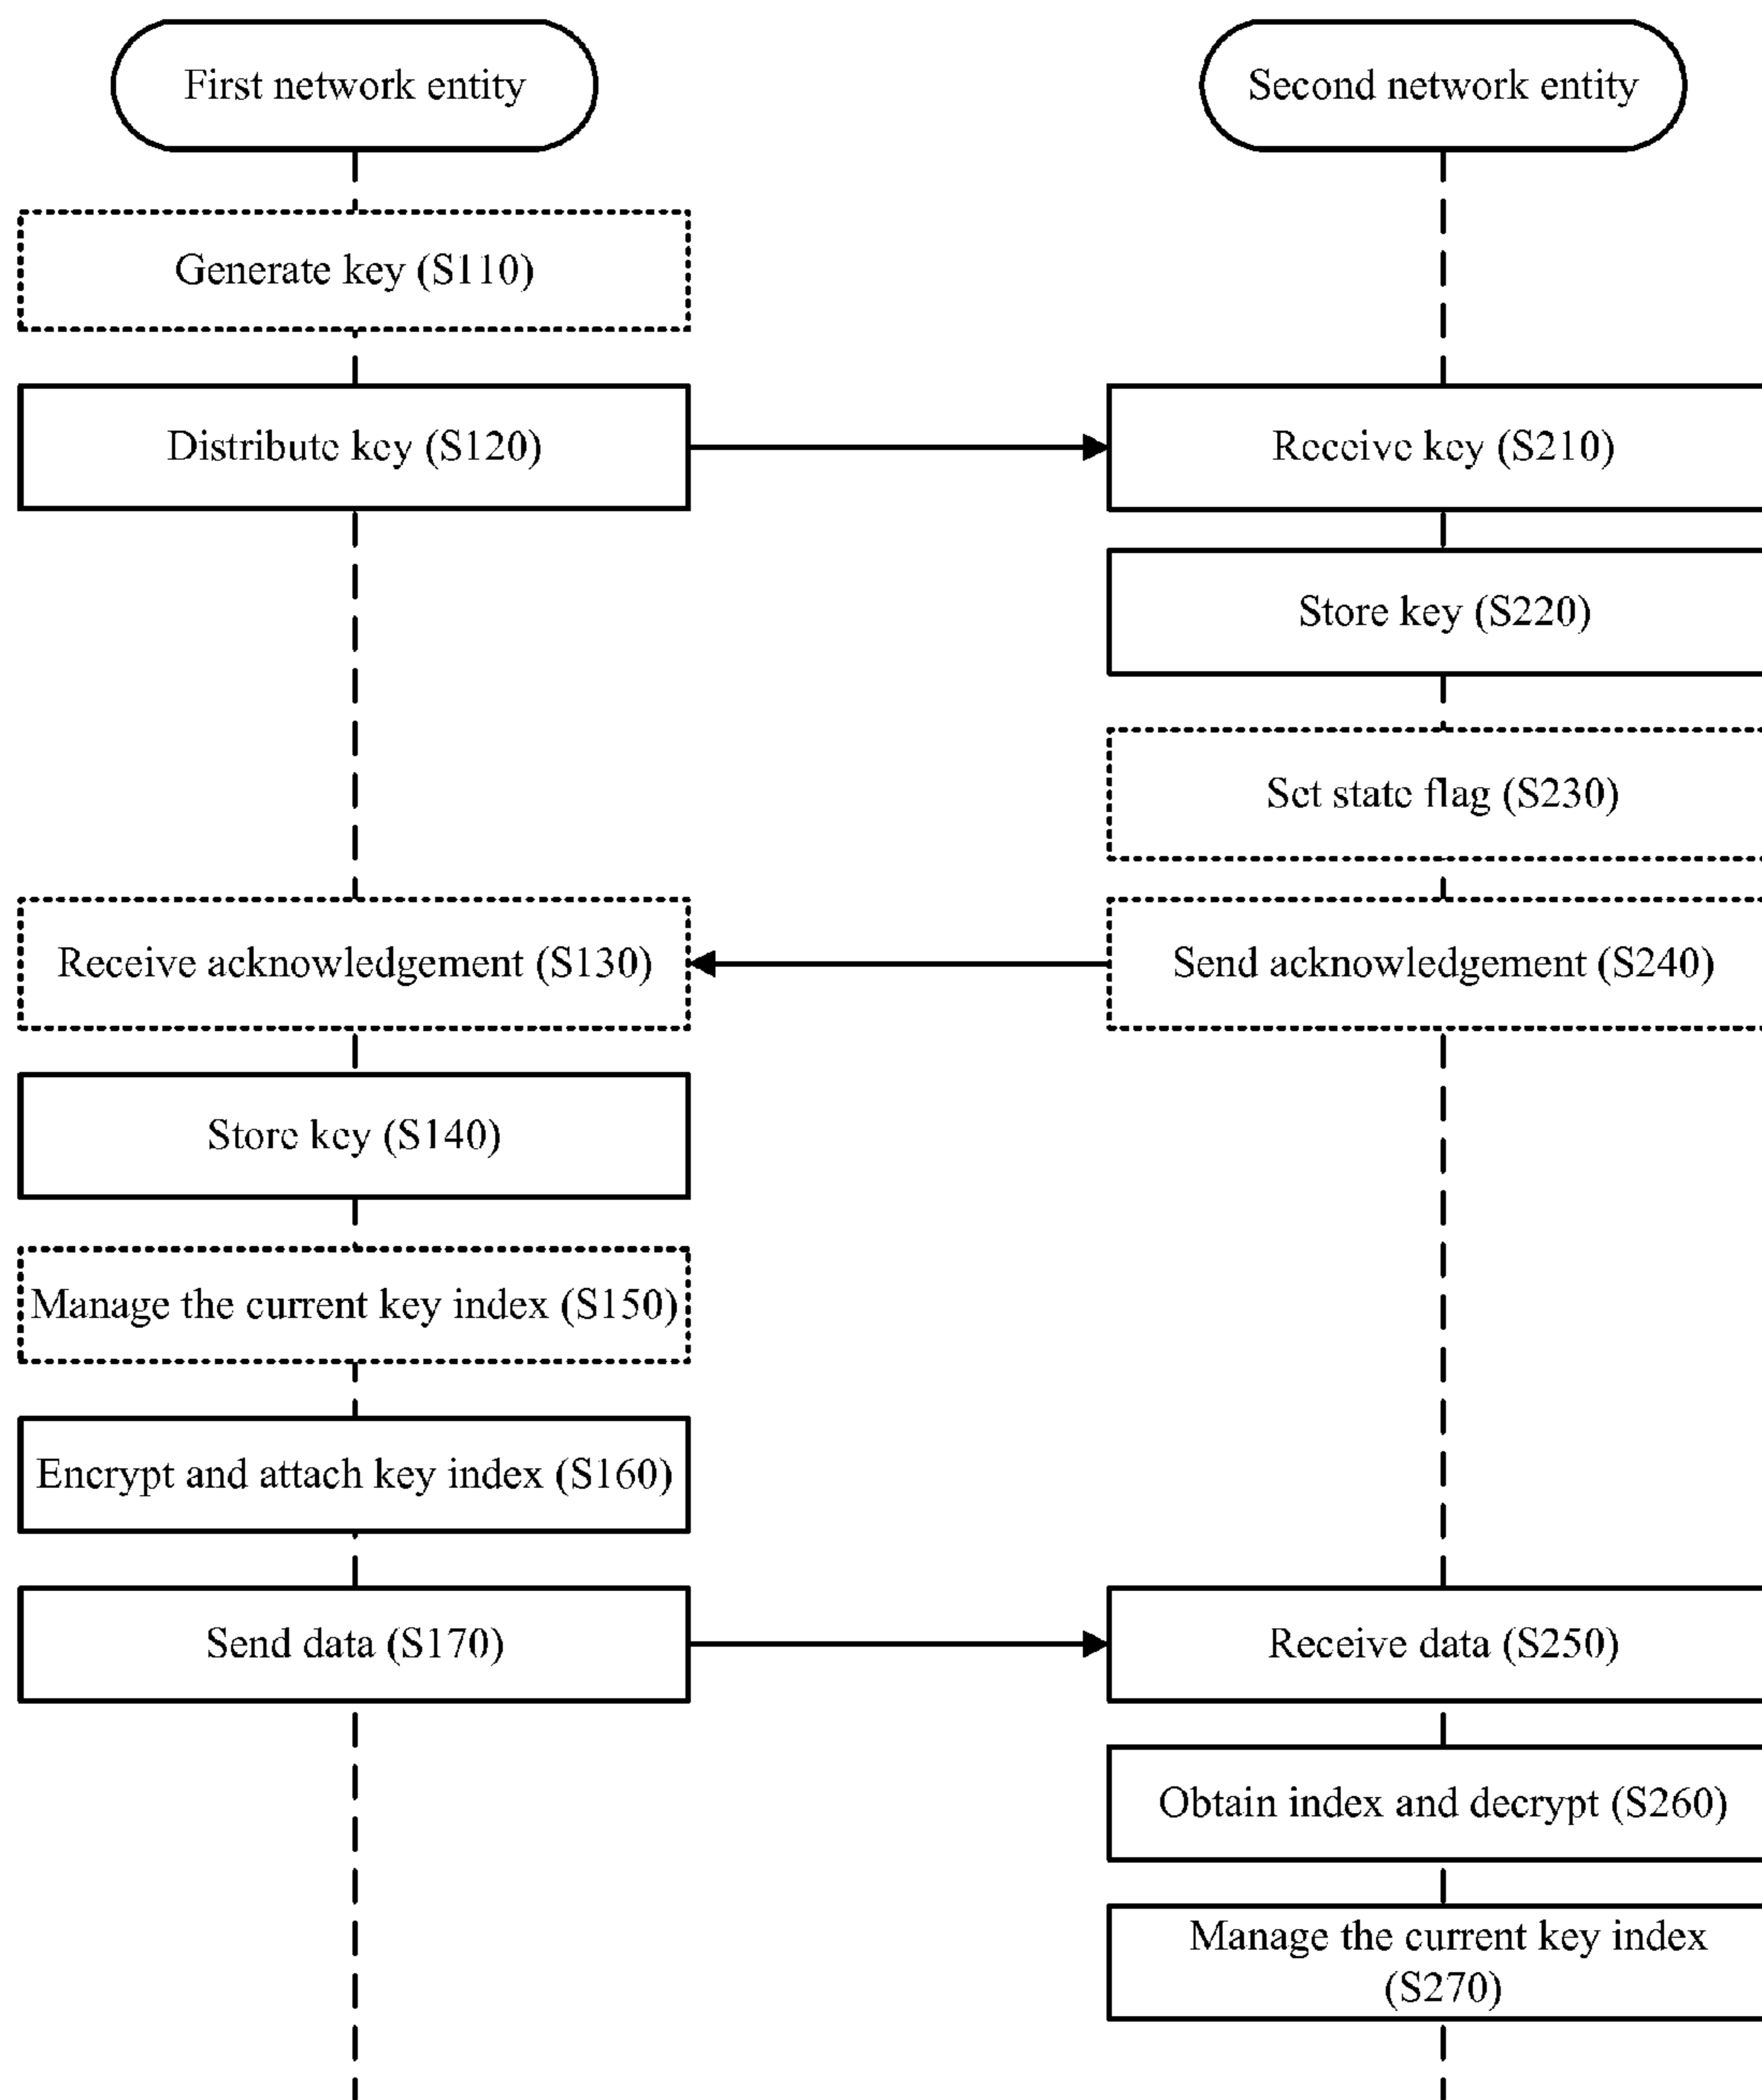 First network entity
Second network entity
Generate key (S110)
Distribute key (S120)
Receive key (S210)
Store key (S220)
Set state flag (S230)
Receive acknowledgement (S130)
Send acknowledgement (S240)
Store key (S140)
Manage the current key index (S150)
Encrypt and attach key index (S160)
Send data (S170)
Receive data (S250)
Obtain index and decrypt (S260)
Manage the current key index
(S270)